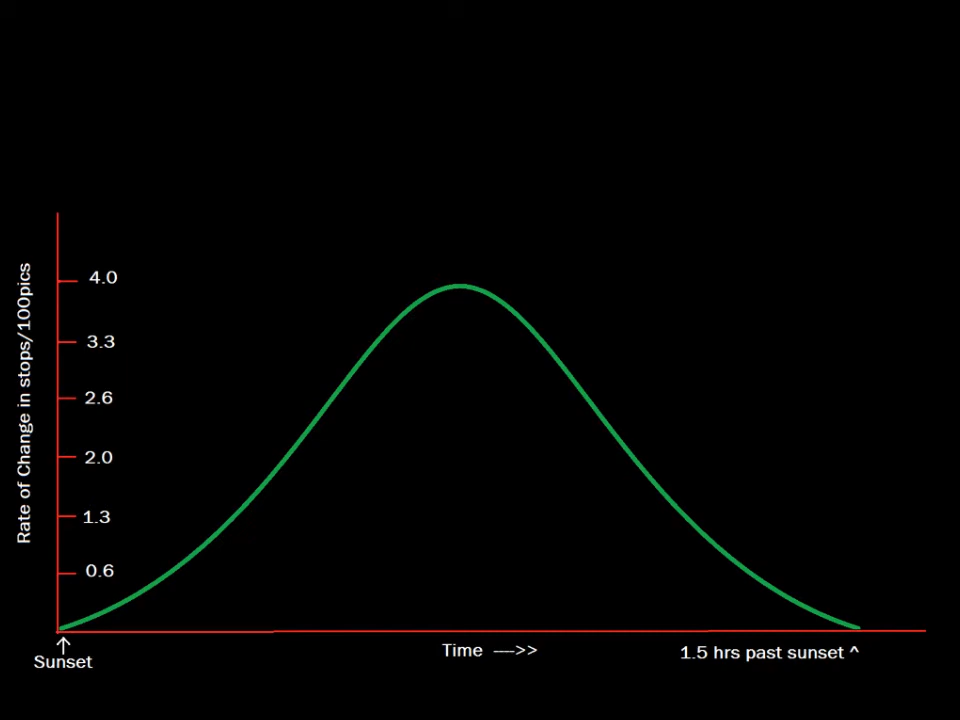 Rate of Change in stops/100pics
4.0
3.3
2.6
2.0
1.3
0.6
Sunset
Time --->>
1.5 hrs past sunset ^